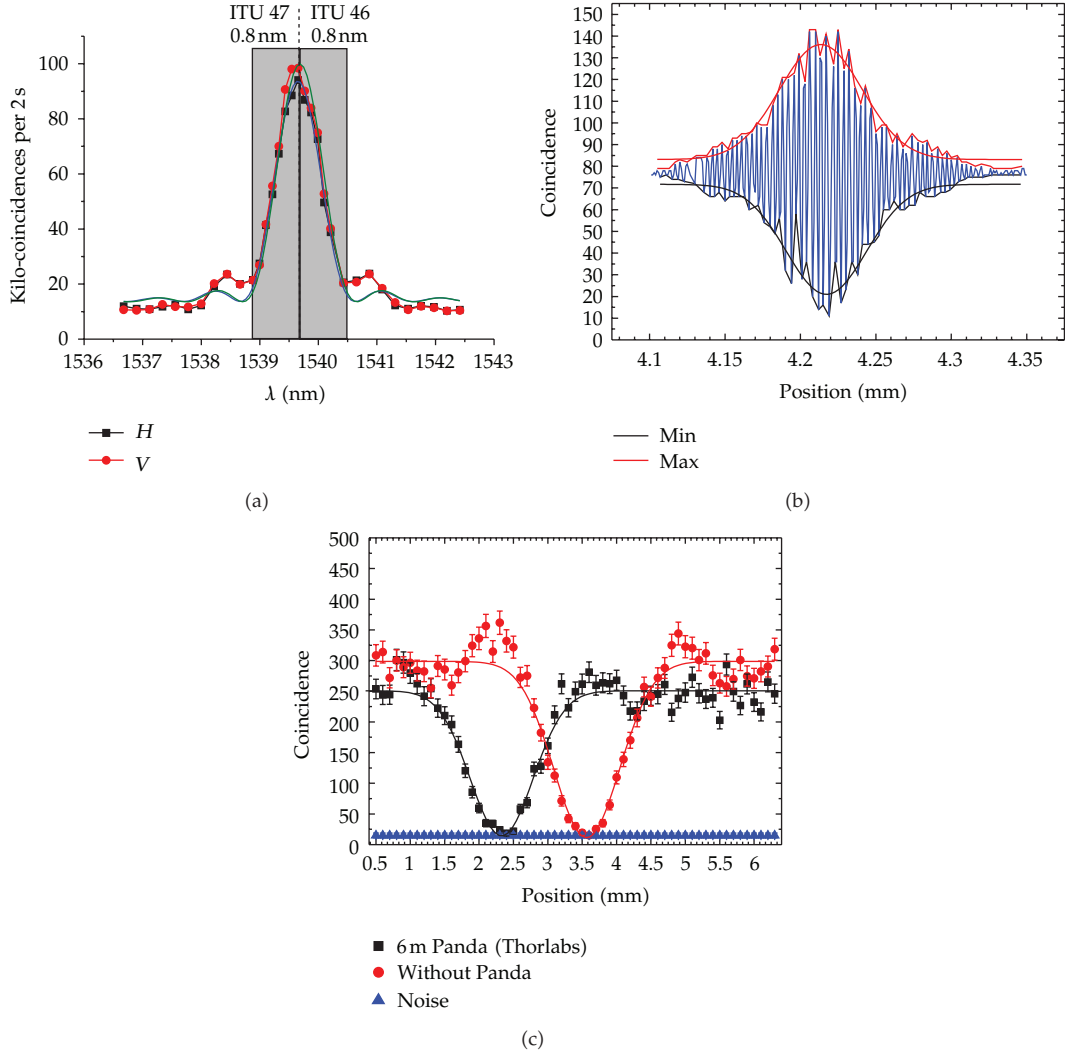 ITU 47 ITU 46
0.8 nm 0.8 nm
Kilo-coincidences per 2 s
100
80
60
40
20
0
1536 1537 1538 1539 1540 1541 1542 1543
λ (nm)
H
V
(a)
Coincidence
150
140
130
120
110
100
90
80
70
60
50
40
30
20
10
0
4.1 4.15 4.2 4.25 4.3 4.35
Position (mm)
Min
Max
(b)
Coincidence
500
450
400
350
300
250
200
150
100
50
0
0.5 1 1.5 2 2.5 3 3.5 4 4.5 5 5.5 6
Position (mm)
6 m Panda (Thorlabs)
Without Panda
Noise
(c)